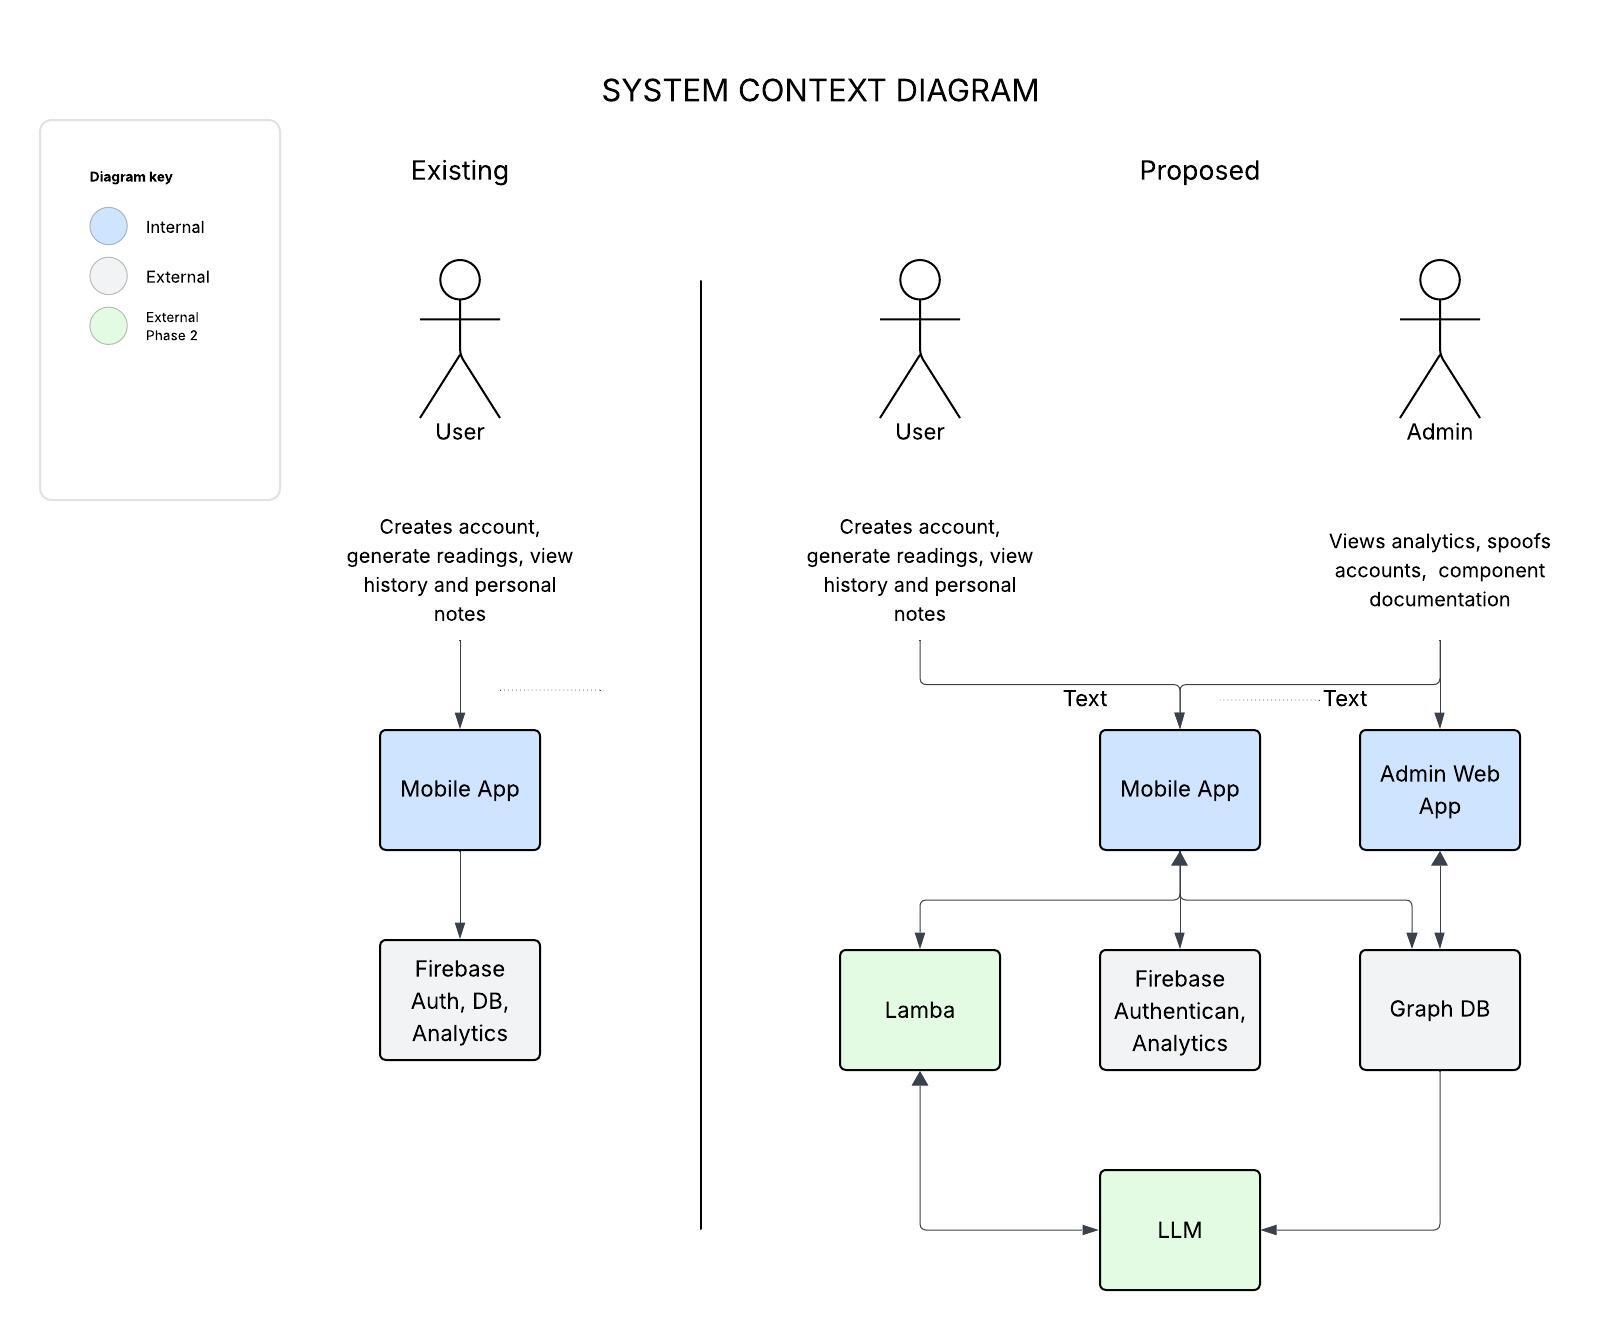 SYSTEM CONTEXT DIAGRAM
Diagram key
Internal
External
External
Phase 2
Existing
User
Creates account,
generate readings, view
history and personal
notes
Mobile App
Firebase
Auth, DB,
Analytics
Proposed
User
Admin
Creates account,
generate readings, view
history and personal
notes
Views analytics, spoofs
accounts,  component
documentation
Text
Text
Mobile App
Admin Web
App
Lamba
Firebase
Authentican,
Analytics
Graph DB
LLM